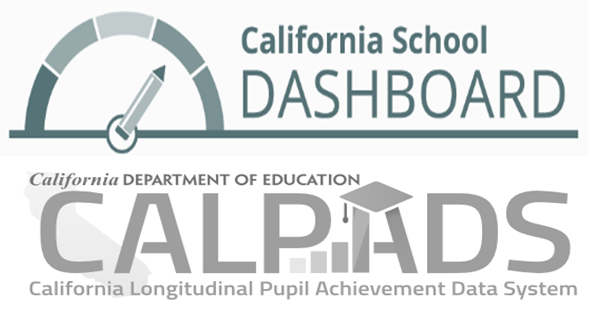 California School
DASHBOARD
California DEPARTMENT OF EDUCATION
CALPADS
California Longitudinal Pupil Achievement Data System